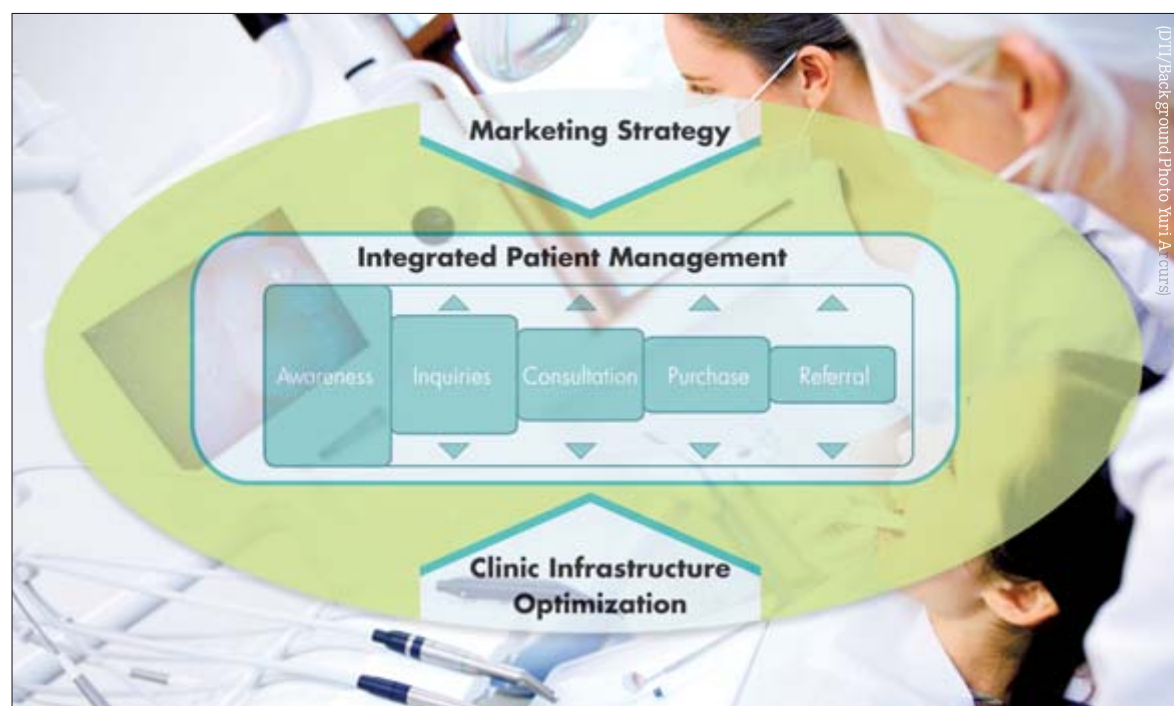 Marketing Strategy
Integrated Patient Management
Awareness
Inquiries
Consultation
Purchase
Referral
Clinic Infrastructure
Optimization
(DTI/Background Photo Yuri Arcurs)